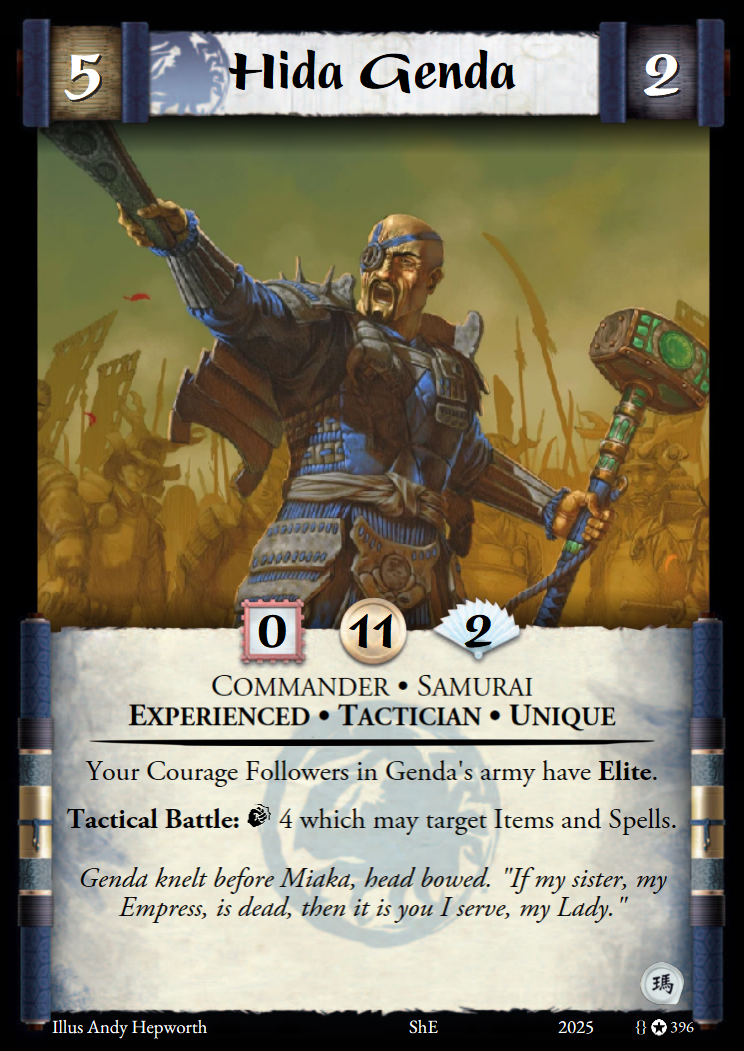 5 Hida Genda 2
0 11 2
Commander • Samurai
Experienced • Tactician • Unique
Your Courage Followers in Genda's army have Elite.
Tactical Battle: 4 which may target Items and Spells.
Genda knelt before Miaka, head bowed. "If my sister, my
Empress, is dead, then it is you I serve, my Lady."
瑪
Illus Andy Hepworth ShE 2025 {} 396